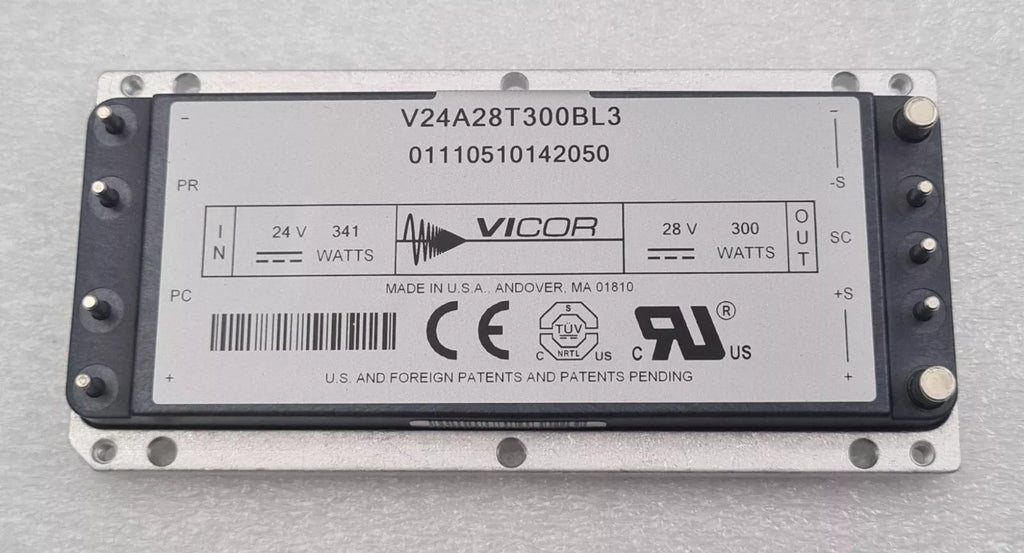 V24A28T300BL3
01110510142050
- -
PR -S
IN 24 V 341 WATTS VICOR 28 V 300 WATTS OUT
SC
MADE IN U.S.A., ANDOVER, MA 01810
PC +S
CE S TÜV NRTL C US C RU ® US
U.S. AND FOREIGN PATENTS AND PATENTS PENDING
+ +